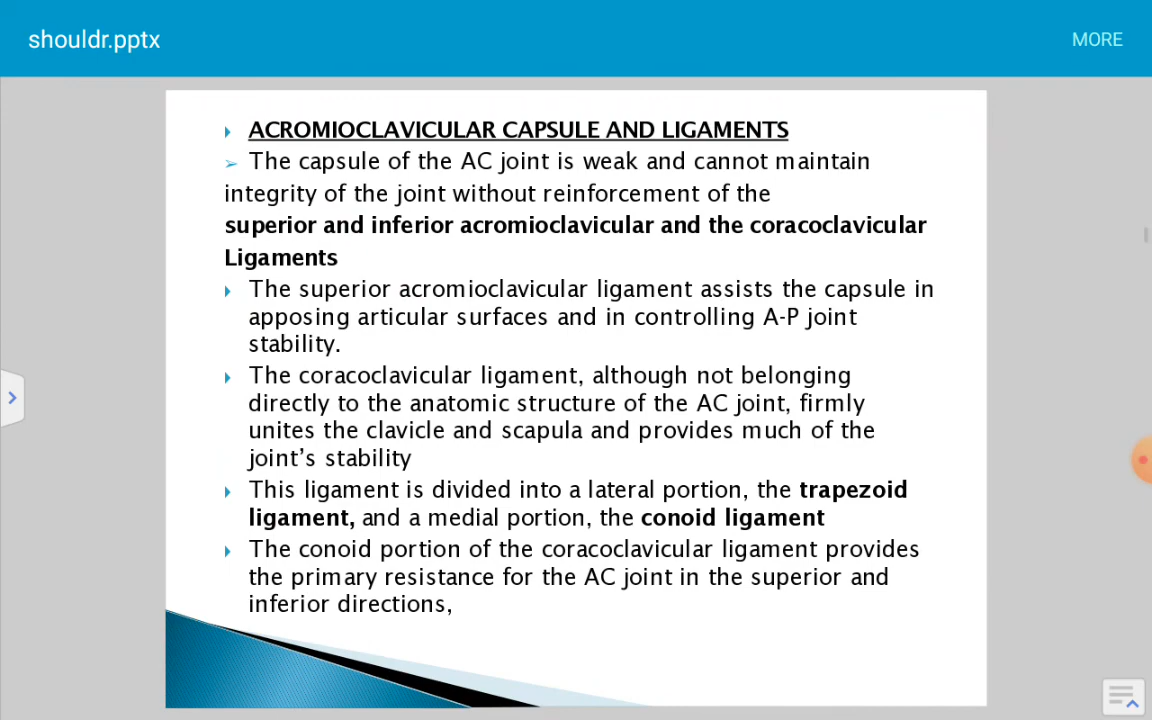 shouldr.pptx
MORE
ACROMIOCLAVICULAR CAPSULE AND LIGAMENTS
The capsule of the AC joint is weak and cannot maintain
integrity of the joint without reinforcement of the
superior and inferior acromioclavicular and the coracoclavicular
Ligaments
The superior acromioclavicular ligament assists the capsule in
apposing articular surfaces and in controlling A-P joint
stability.
The coracoclavicular ligament, although not belonging
directly to the anatomic structure of the AC joint, firmly
unites the clavicle and scapula and provides much of the
joint’s stability
This ligament is divided into a lateral portion, the trapezoid
ligament, and a medial portion, the conoid ligament
The conoid portion of the coracoclavicular ligament provides
the primary resistance for the AC joint in the superior and
inferior directions,